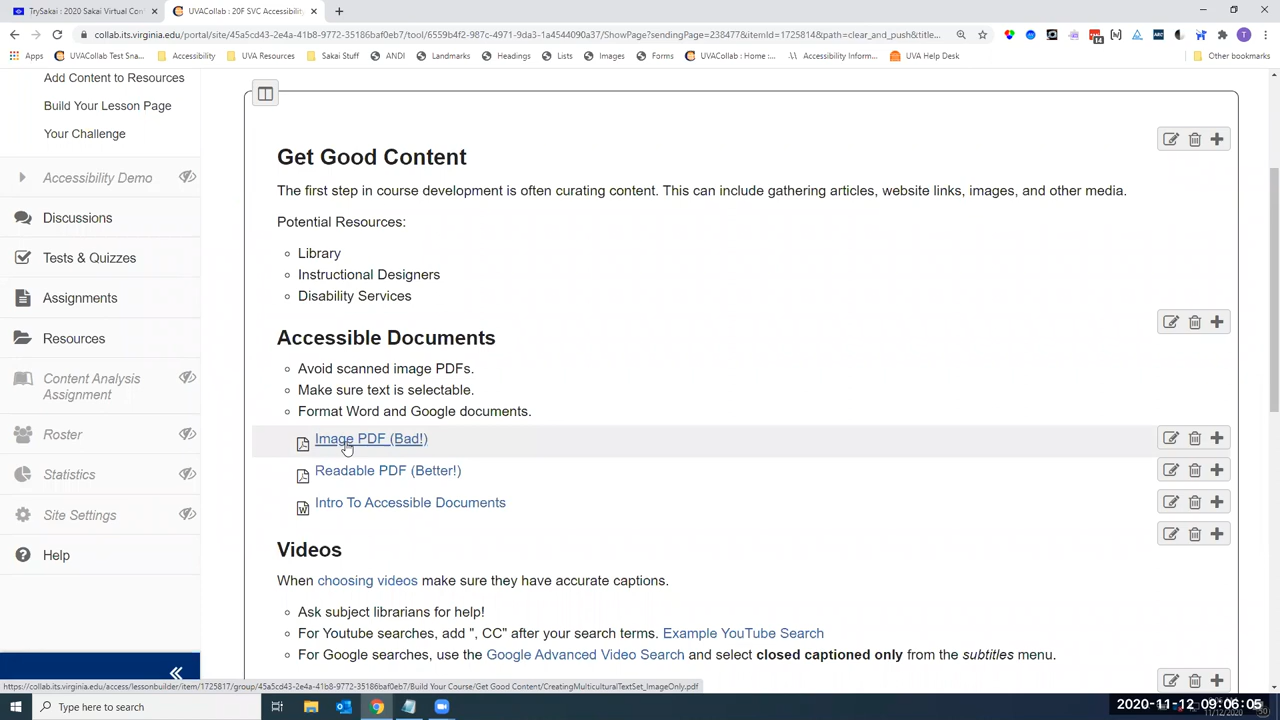 TrySakai : 2020 Sakai Virtual Con
UVACollab : 20F SVC Accessibility
collab.its.virginia.edu/portal/site/45a5cd43-2e4a-41b8-9772-35186baf0eb7/tool/6559b4f2-987c-4971-9da3-1a4544090a37/ShowPage?sendingPage=238477&itemId=1725814&path=clear_and_push&title...
Apps
UVACollab Test Sna...
Accessibility
UVA Resources
Sakai Stuff
ANDI
Landmarks
Headings
Lists
Images
Forms
UVACollab : Home :...
Accessibility Inform...
UVA Help Desk
Other bookmarks
Add Content to Resources
Build Your Lesson Page
Your Challenge
Accessibility Demo
Discussions
Tests & Quizzes
Assignments
Resources
Content Analysis
Assignment
Roster
Statistics
Site Settings
Help
Get Good Content
The first step in course development is often curating content. This can include gathering articles, website links, images, and other media.
Potential Resources:
Library
Instructional Designers
Disability Services
Accessible Documents
Avoid scanned image PDFs.
Make sure text is selectable.
Format Word and Google documents.
Image PDF (Bad!)
Readable PDF (Better!)
Intro To Accessible Documents
Videos
When choosing videos make sure they have accurate captions.
Ask subject librarians for help!
For Youtube searches, add ", CC" after your search terms. Example YouTube Search
For Google searches, use the Google Advanced Video Search and select closed captioned only from the subtitles menu.
https://collab.its.virginia.edu/access/lessonbuilder/item/1725817/group/45a5cd43-2e4a-41b8-9772-35186baf0eb7/Build Your Course/Get Good Content/CreatingMulticulturalTextSet_ImageOnly.pdf
Type here to search
2020-11-12 09:06:05